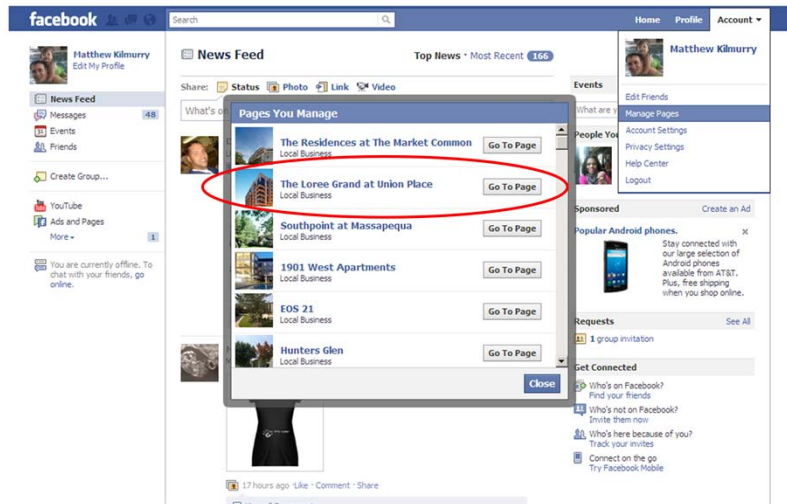 facebook
Search
Home Profile Account
Matthew Kilmurry
Edit My Profile
News Feed
Messages 48
Events
Friends
Create Group...
YouTube
Ads and Pages
More 1
You are currently offline. To
chat with your friends, go
online.
News Feed
Top News · Most Recent 166
Share: Status Photo Link Video
What's on
Pages You Manage
The Residences at The Market Common
Local Business
Go To Page
The Loree Grand at Union Place
Local Business
Go To Page
Southpoint at Massapequa
Local Business
Go To Page
1901 West Apartments
Local Business
Go To Page
EOS 21
Local Business
Go To Page
Hunters Glen
Local Business
Go To Page
Close
17 hours ago · Like · Comment · Share
Matthew Kilmurry
Edit Friends
Manage Pages
Account Settings
Privacy Settings
Help Center
Logout
Events
What are y
People You
Sponsored Create an Ad
Popular Android phones. x
Stay connected with
our large selection of
Android phones
available from AT&T.
Plus, free shipping
when you shop online.
Requests See All
1 group invitation
Get Connected
Who's on Facebook?
Find your friends
Who's not on Facebook?
Invite them now
Who's here because of you?
Track your invites
Connect on the go
Try Facebook Mobile